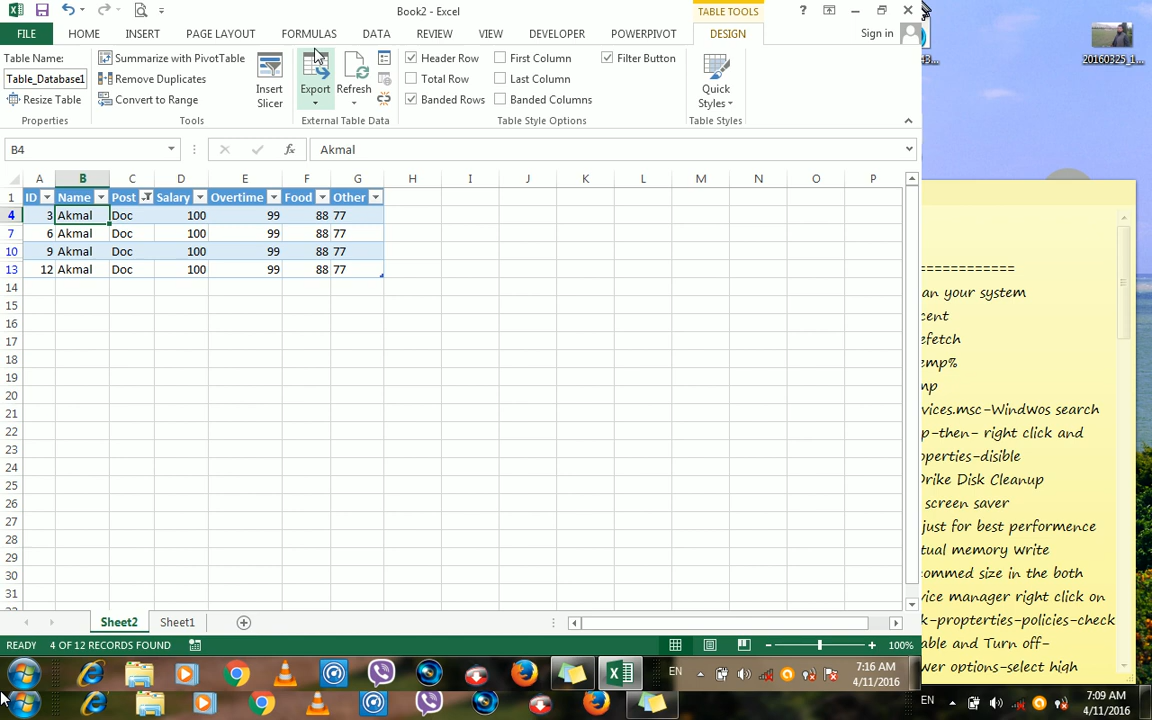 Book2 - Excel
TABLE TOOLS
?
FILE
HOME
INSERT
PAGE LAYOUT
FORMULAS
DATA
REVIEW
VIEW
DEVELOPER
POWERPIVOT
DESIGN
Sign in
Table Name:
Table_Database1
Resize Table
Properties
Summarize with PivotTable
Remove Duplicates
Convert to Range
Tools
Insert
Slicer
Export
Refresh
External Table Data
Header Row
Total Row
Banded Rows
First Column
Last Column
Banded Columns
Filter Button
Table Style Options
Quick
Styles
Table Styles
B4
fx
Akmal
A B C D E F G H I J K L M N O P
1 ID Name Post Salary Overtime Food Other
4 3 Akmal Doc 100 99 88 77
7 6 Akmal Doc 100 99 88 77
10 9 Akmal Doc 100 99 88 77
13 12 Akmal Doc 100 99 88 77
14
15
16
17
18
19
20
21
22
23
24
25
26
27
28
29
30
31
Sheet2
Sheet1
READY
4 OF 12 RECORDS FOUND
100%
EN
7:16 AM
4/11/2016
EN
7:09 AM
4/11/2016
20160325_1...
43...
============
an your system
cent
efetch
emp%
mp
vices.msc-WindWos search
p-then- right click and
operties-disible
Drike Disk Cleanup
screen saver
just for best performence
tual memory Write
commed size in the both
vice manager right click on
k-propterties-policies-check
able and Turn off-
wer options-select high